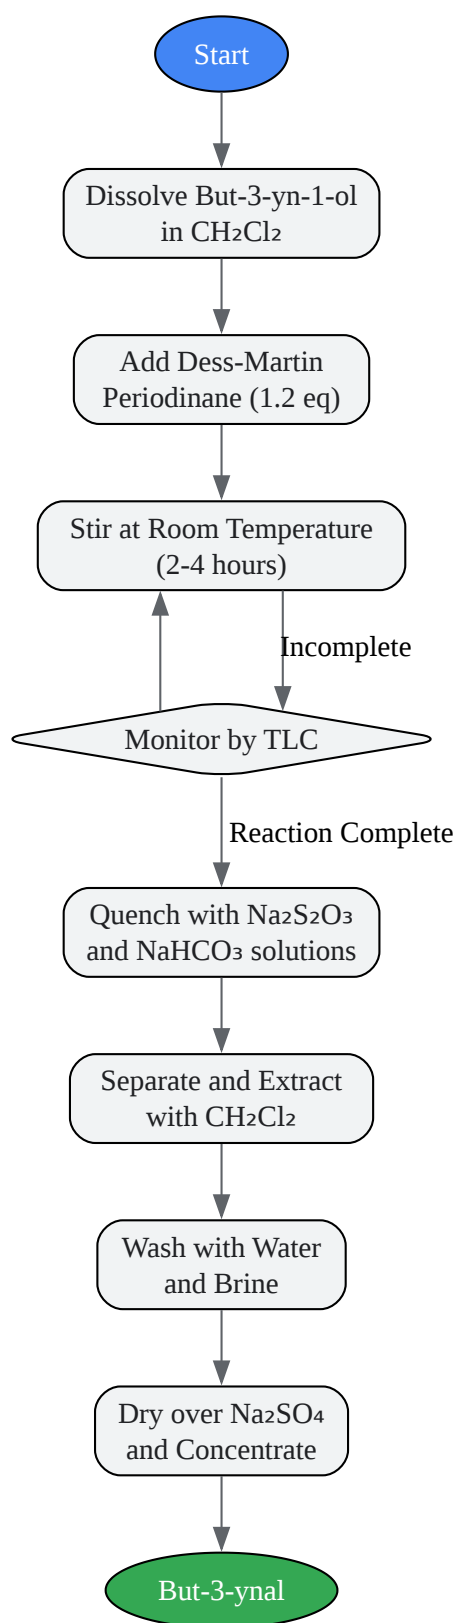 Start
Dissolve But-3-yn-1-ol
in CH₂Cl₂
Add Dess-Martin
Periodinane (1.2 eq)
Stir at Room Temperature
(2-4 hours)
Incomplete
Monitor by TLC
Reaction Complete
Quench with Na₂S₂O₃
and NaHCO₃ solutions
Separate and Extract
with CH₂Cl₂
Wash with Water
and Brine
Dry over Na₂SO₄
and Concentrate
But-3-ynal